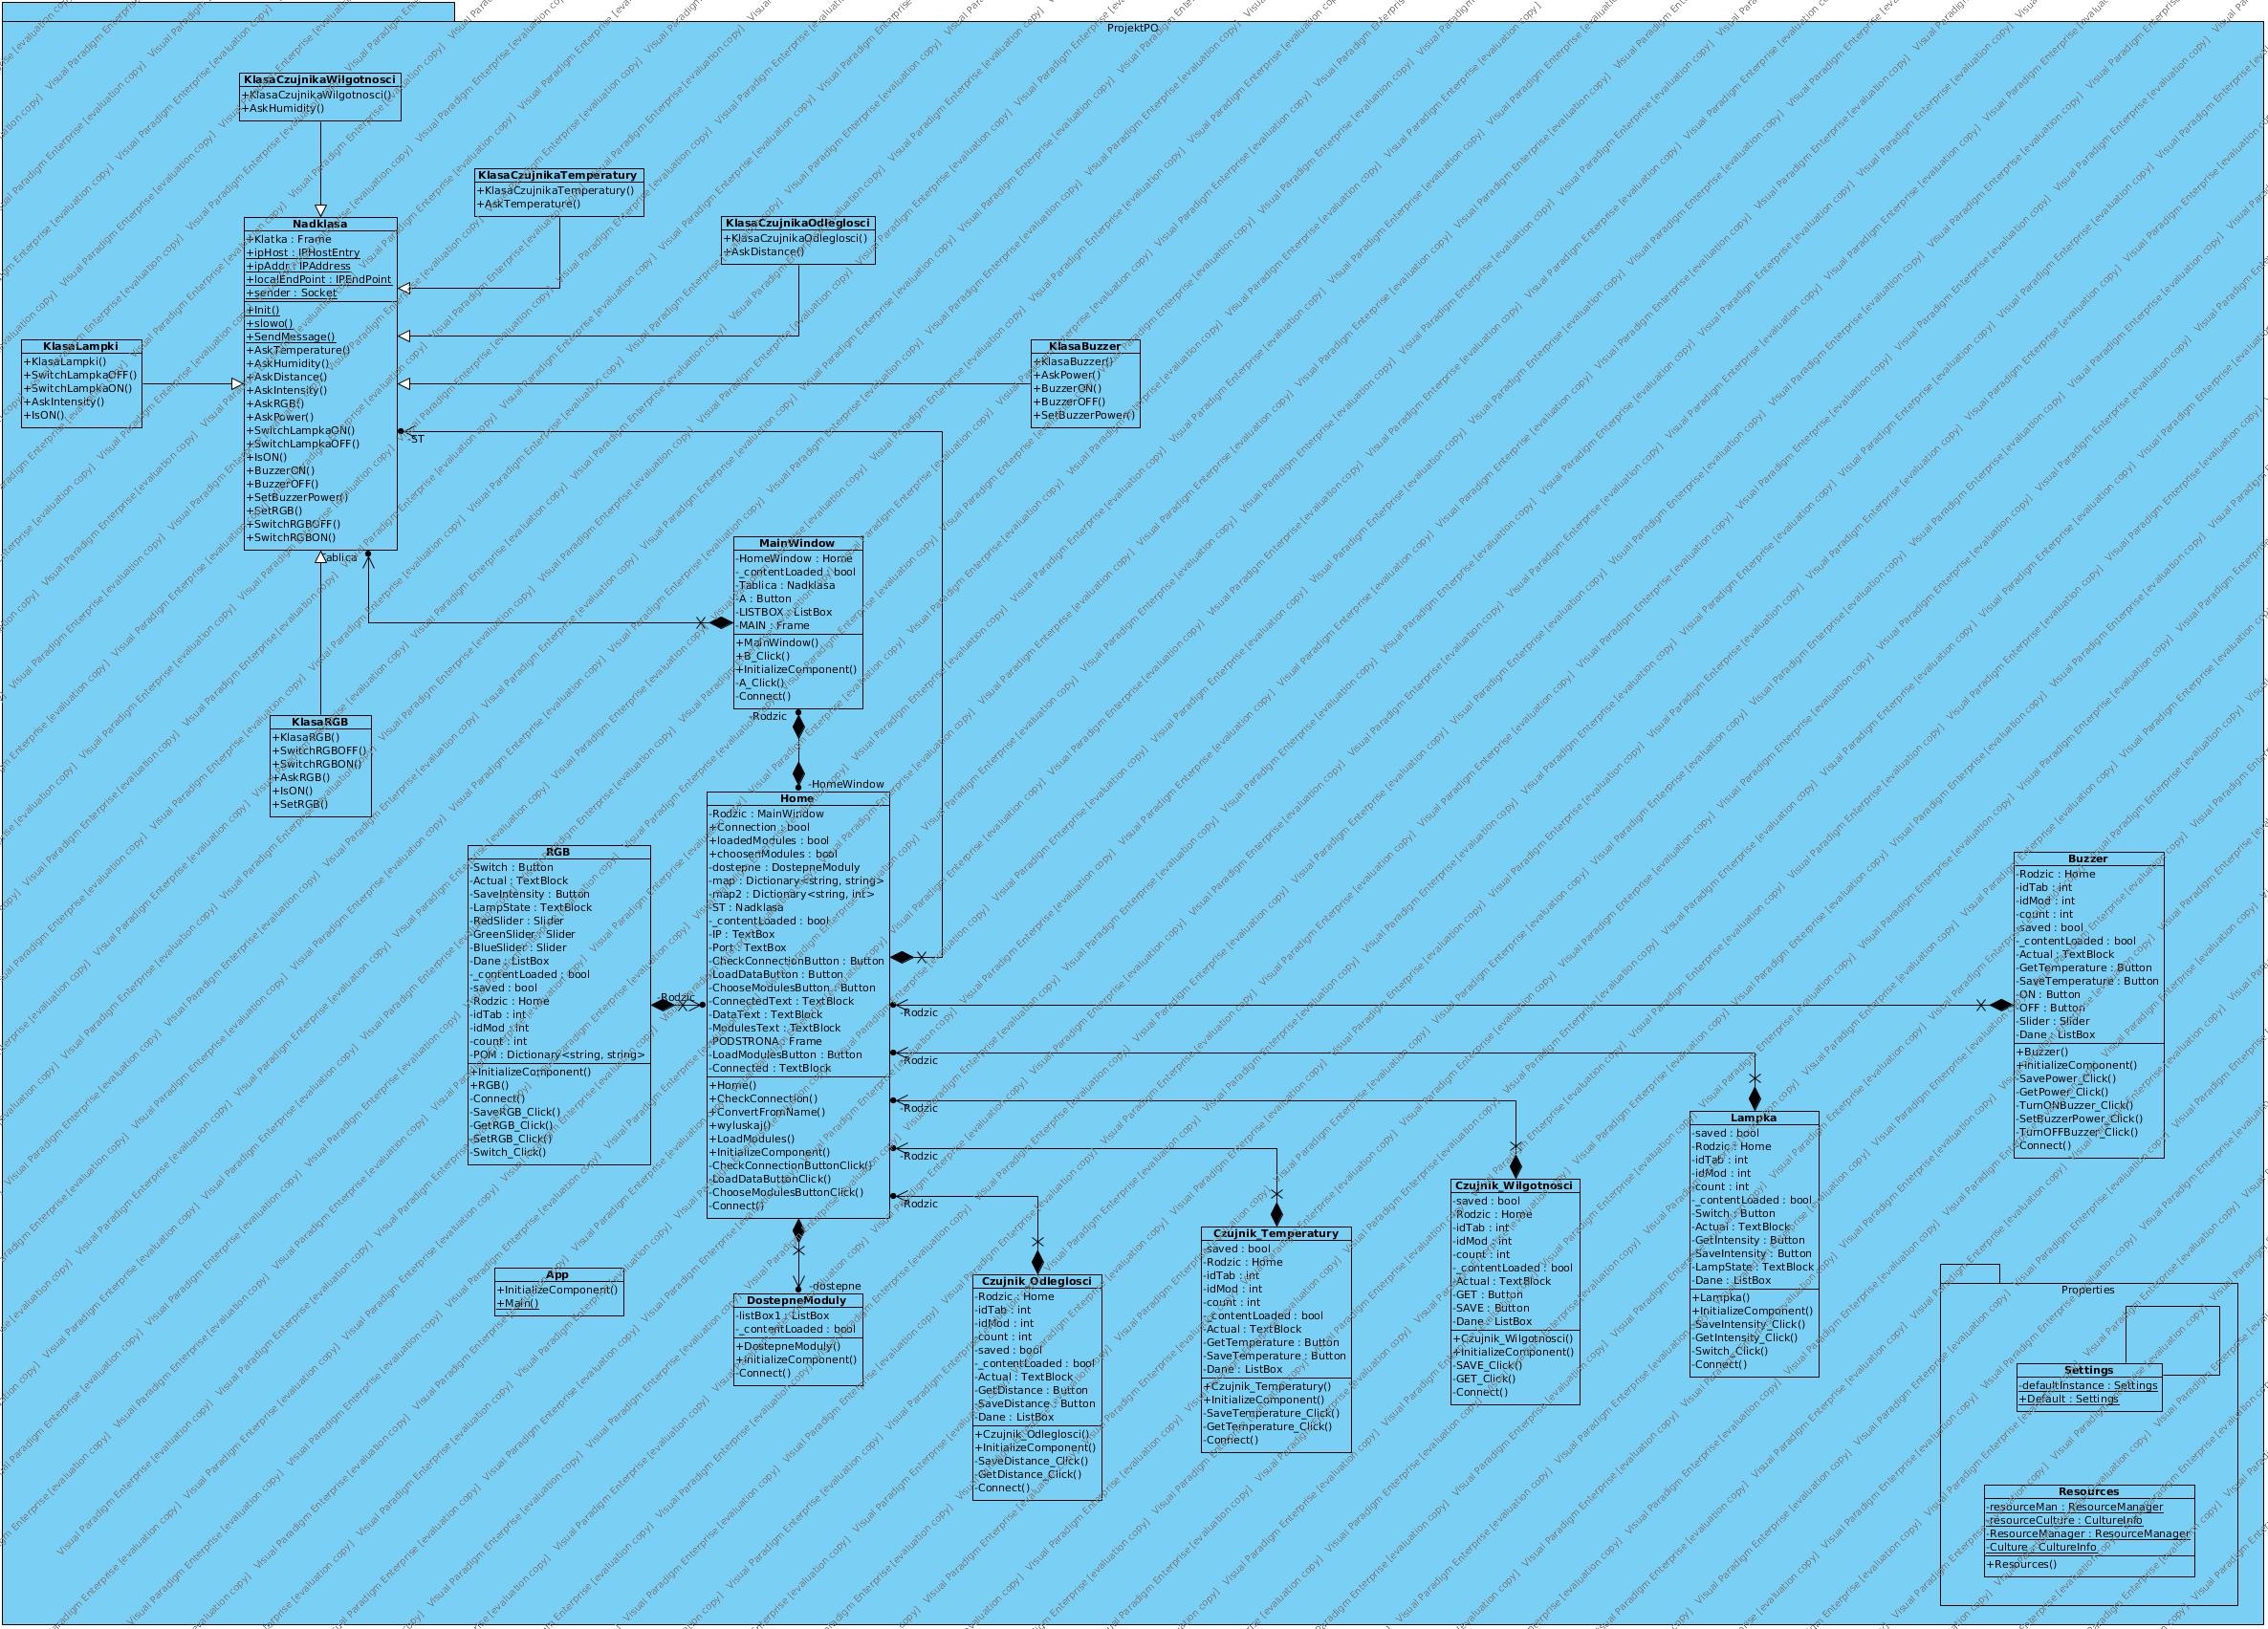 ProjektPO
KlasaCzujnikaWilgotnosci
+KlasaCzujnikaWilgotnosci()
+AskHumidity()
KlasaCzujnikaTemperatury
+KlasaCzujnikaTemperatury()
+AskTemperature()
KlasaCzujnikaOdleglosci
+KlasaCzujnikaOdleglosci()
+AskDistance()
Nadklasa
+Klatka : Frame
+ipHost : IPHostEntry
+ipAddr : IPAddress
+localEndPoint : IPEndPoint
+sender : Socket
+Init()
+slowo()
+SendMessage()
+AskTemperature()
+AskHumidity()
+AskDistance()
+AskIntensity()
+AskRGB()
+AskPower()
+SwitchLampkaON()
+SwitchLampkaOFF()
+IsON()
+BuzzerON()
+BuzzerOFF()
+SetBuzzerPower()
+SetRGB()
+SwitchRGBOFF()
+SwitchRGBON()
KlasaLampki
+KlasaLampki()
+SwitchLampkaOFF()
+SwitchLampkaON()
+AskIntensity()
+IsON()
KlasaBuzzer
+KlasaBuzzer()
+AskPower()
+BuzzerON()
+BuzzerOFF()
+SetBuzzerPower()
-ST
-Tablica
MainWindow
-HomeWindow : Home
-_contentLoaded : bool
-Tablica : Nadklasa
-A : Button
-LISTBOX : ListBox
-MAIN : Frame
+MainWindow()
+B_Click()
+InitializeComponent()
-A_Click()
-Connect()
-Rodzic
-HomeWindow
KlasaRGB
+KlasaRGB()
+SwitchRGBOFF()
+SwitchRGBON()
+AskRGB()
+IsON()
+SetRGB()
Home
-Rodzic : MainWindow
+Connection : bool
+loadedModules : bool
+choosenModules : bool
-dostepne : DostepneModuly
-map : Dictionary<string, string>
-map2 : Dictionary<string, int>
-ST : Nadklasa
-_contentLoaded : bool
-IP : TextBox
-Port : TextBox
-CheckConnectionButton : Button
-LoadDataButton : Button
-ChooseModulesButton : Button
-ConnectedText : TextBlock
-DataText : TextBlock
-ModulesText : TextBlock
-PODSTRONA : Frame
-LoadModulesButton : Button
-Connected : TextBlock
+Home()
+CheckConnection()
+ConvertFromName()
+wyluskaj()
+LoadModules()
+InitializeComponent()
-CheckConnectionButtonClick()
-LoadDataButtonClick()
-ChooseModulesButtonClick()
-Connect()
RGB
-Switch : Button
-Actual : TextBlock
-SaveIntensity : Button
-LampState : TextBlock
-RedSlider : Slider
-GreenSlider : Slider
-BlueSlider : Slider
-Dane : ListBox
-_contentLoaded : bool
-saved : bool
-Rodzic : Home
-idTab : int
-idMod : int
-count : int
-POM : Dictionary<string, string>
+InitializeComponent()
+RGB()
-Connect()
-SaveRGB_Click()
-GetRGB_Click()
-SetRGB_Click()
-Switch_Click()
-Rodzic
-Rodzic
-Rodzic
-Rodzic
-Rodzic
-Rodzic
Buzzer
-Rodzic : Home
-idTab : int
-idMod : int
-count : int
-saved : bool
-_contentLoaded : bool
-Actual : TextBlock
-GetTemperature : Button
-SaveTemperature : Button
-ON : Button
-OFF : Button
-Slider : Slider
-Dane : ListBox
+Buzzer()
+InitializeComponent()
-SavePower_Click()
-GetPower_Click()
-TurnONBuzzer_Click()
-SetBuzzerPower_Click()
-TurnOFFBuzzer_Click()
-Connect()
Lampka
-saved : bool
-Rodzic : Home
-idTab : int
-idMod : int
-count : int
-_contentLoaded : bool
-Switch : Button
-Actual : TextBlock
-GetIntensity : Button
-SaveIntensity : Button
-LampState : TextBlock
-Dane : ListBox
+Lampka()
+InitializeComponent()
-SaveIntensity_Click()
-GetIntensity_Click()
-Switch_Click()
-Connect()
Czujnik_Wilgotnosci
-saved : bool
-Rodzic : Home
-idTab : int
-idMod : int
-count : int
-_contentLoaded : bool
-Actual : TextBlock
-GET : Button
-SAVE : Button
-Dane : ListBox
+Czujnik_Wilgotnosci()
+InitializeComponent()
-SAVE_Click()
-GET_Click()
-Connect()
Czujnik_Temperatury
-saved : bool
-Rodzic : Home
-idTab : int
-idMod : int
-count : int
-_contentLoaded : bool
-Actual : TextBlock
-GetTemperature : Button
-SaveTemperature : Button
-Dane : ListBox
+Czujnik_Temperatury()
+InitializeComponent()
-SaveTemperature_Click()
-GetTemperature_Click()
-Connect()
Czujnik_Odleglosci
-Rodzic : Home
-idTab : int
-idMod : int
-count : int
-saved : bool
-_contentLoaded : bool
-Actual : TextBlock
-GetDistance : Button
-SaveDistance : Button
-Dane : ListBox
+Czujnik_Odleglosci()
+InitializeComponent()
-SaveDistance_Click()
-GetDistance_Click()
-Connect()
App
+InitializeComponent()
+Main()
-dostepne
DostepneModuly
-listBox1 : ListBox
-_contentLoaded : bool
+DostepneModuly()
+InitializeComponent()
-Connect()
Properties
Settings
-defaultInstance : Settings
+Default : Settings
Resources
-resourceMan : ResourceManager
-resourceCulture : CultureInfo
-ResourceManager : ResourceManager
-Culture : CultureInfo
+Resources()
Visual Paradigm Enterprise [evaluation copy]